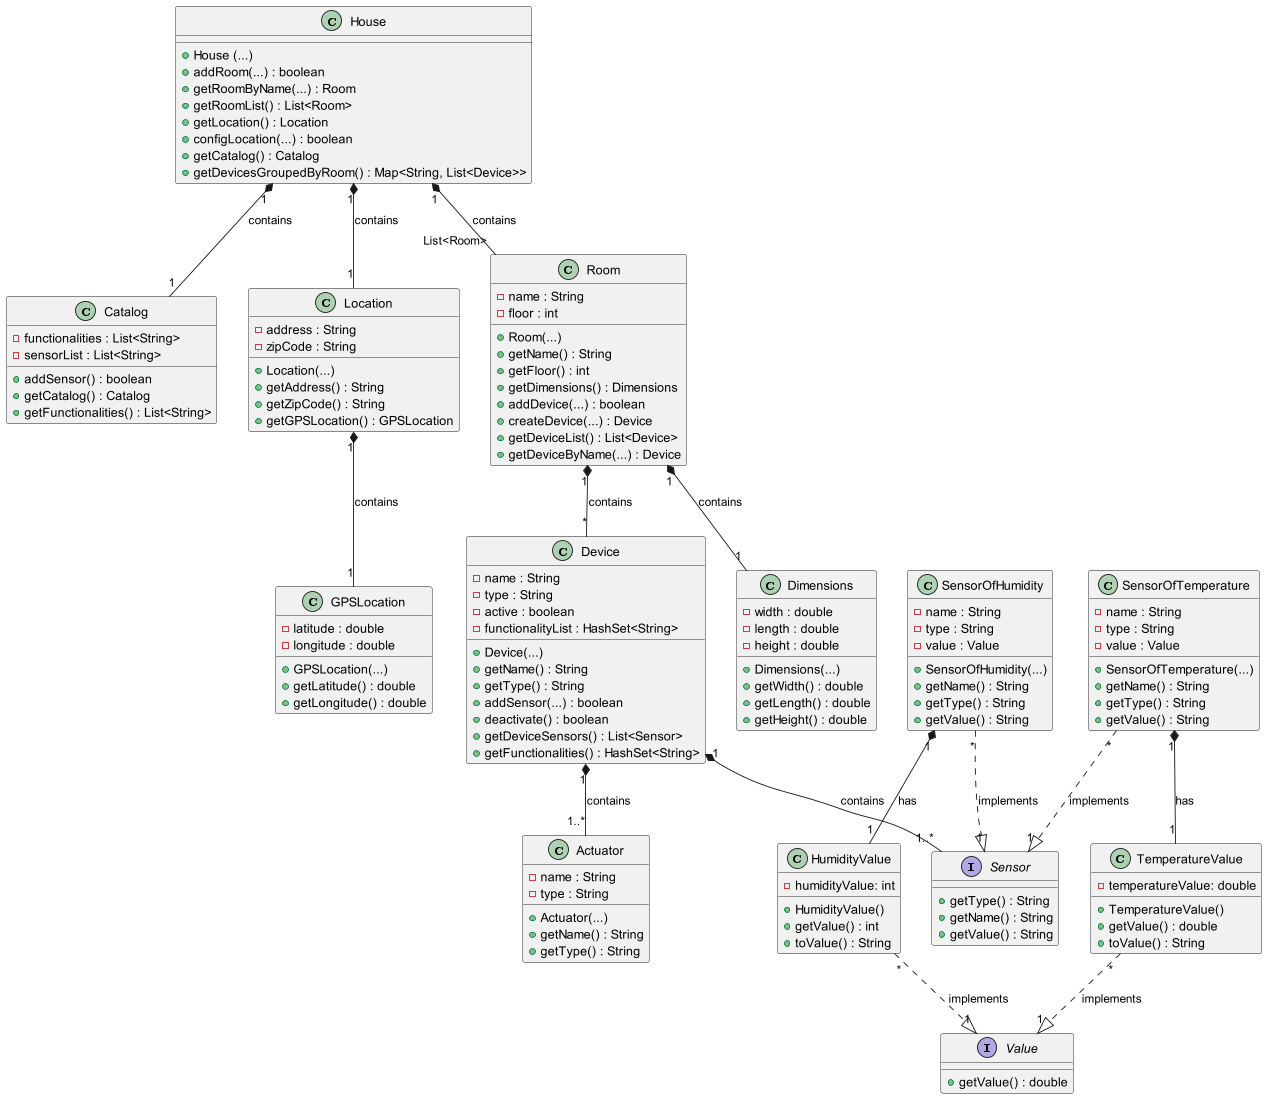 C House
House (...)
addRoom(...) : boolean
getRoomByName(...) : Room
getRoomList() : List<Room>
getLocation() : Location
configLocation(...) : boolean
getCatalog() : Catalog
getDevicesGroupedByRoom() : Map<String, List<Device>>
1
1
1
contains
contains
contains
List<Room>
1
1
C Catalog
functionalities : List<String>
sensorList : List<String>
addSensor() : boolean
getCatalog() : Catalog
getFunctionalities() : List<String>
C Location
address : String
zipCode : String
Location(...)
getAddress() : String
getZipCode() : String
getGPSLocation() : GPSLocation
C Room
name : String
floor : int
Room(...)
getName() : String
getFloor() : int
getDimensions() : Dimensions
addDevice(...) : boolean
createDevice(...) : Device
getDeviceList() : List<Device>
getDeviceByName(...) : Device
1
contains
1
1
contains
*
1
contains
1
C GPSLocation
latitude : double
longitude : double
GPSLocation(...)
getLatitude() : double
getLongitude() : double
C Device
name : String
type : String
active : boolean
functionalityList : HashSet<String>
Device(...)
getName() : String
getType() : String
addSensor(...) : boolean
deactivate() : boolean
getDeviceSensors() : List<Sensor>
getFunctionalities() : HashSet<String>
C Dimensions
width : double
length : double
height : double
Dimensions(...)
getWidth() : double
getLength() : double
getHeight() : double
C SensorOfHumidity
name : String
type : String
value : Value
SensorOfHumidity(...)
getName() : String
getType() : String
getValue() : String
C SensorOfTemperature
name : String
type : String
value : Value
SensorOfTemperature(...)
getName() : String
getType() : String
getValue() : String
1
contains
1..*
1
contains
1..*
1
has
1
*
implements
1
*
implements
1
1
has
1
C Actuator
name : String
type : String
Actuator(...)
getName() : String
getType() : String
C HumidityValue
humidityValue: int
HumidityValue()
getValue() : int
toValue() : String
I Sensor
getType() : String
getName() : String
getValue() : String
C TemperatureValue
temperatureValue: double
TemperatureValue()
getValue() : double
toValue() : String
*
implements
1
*
implements
1
I Value
getValue() : double